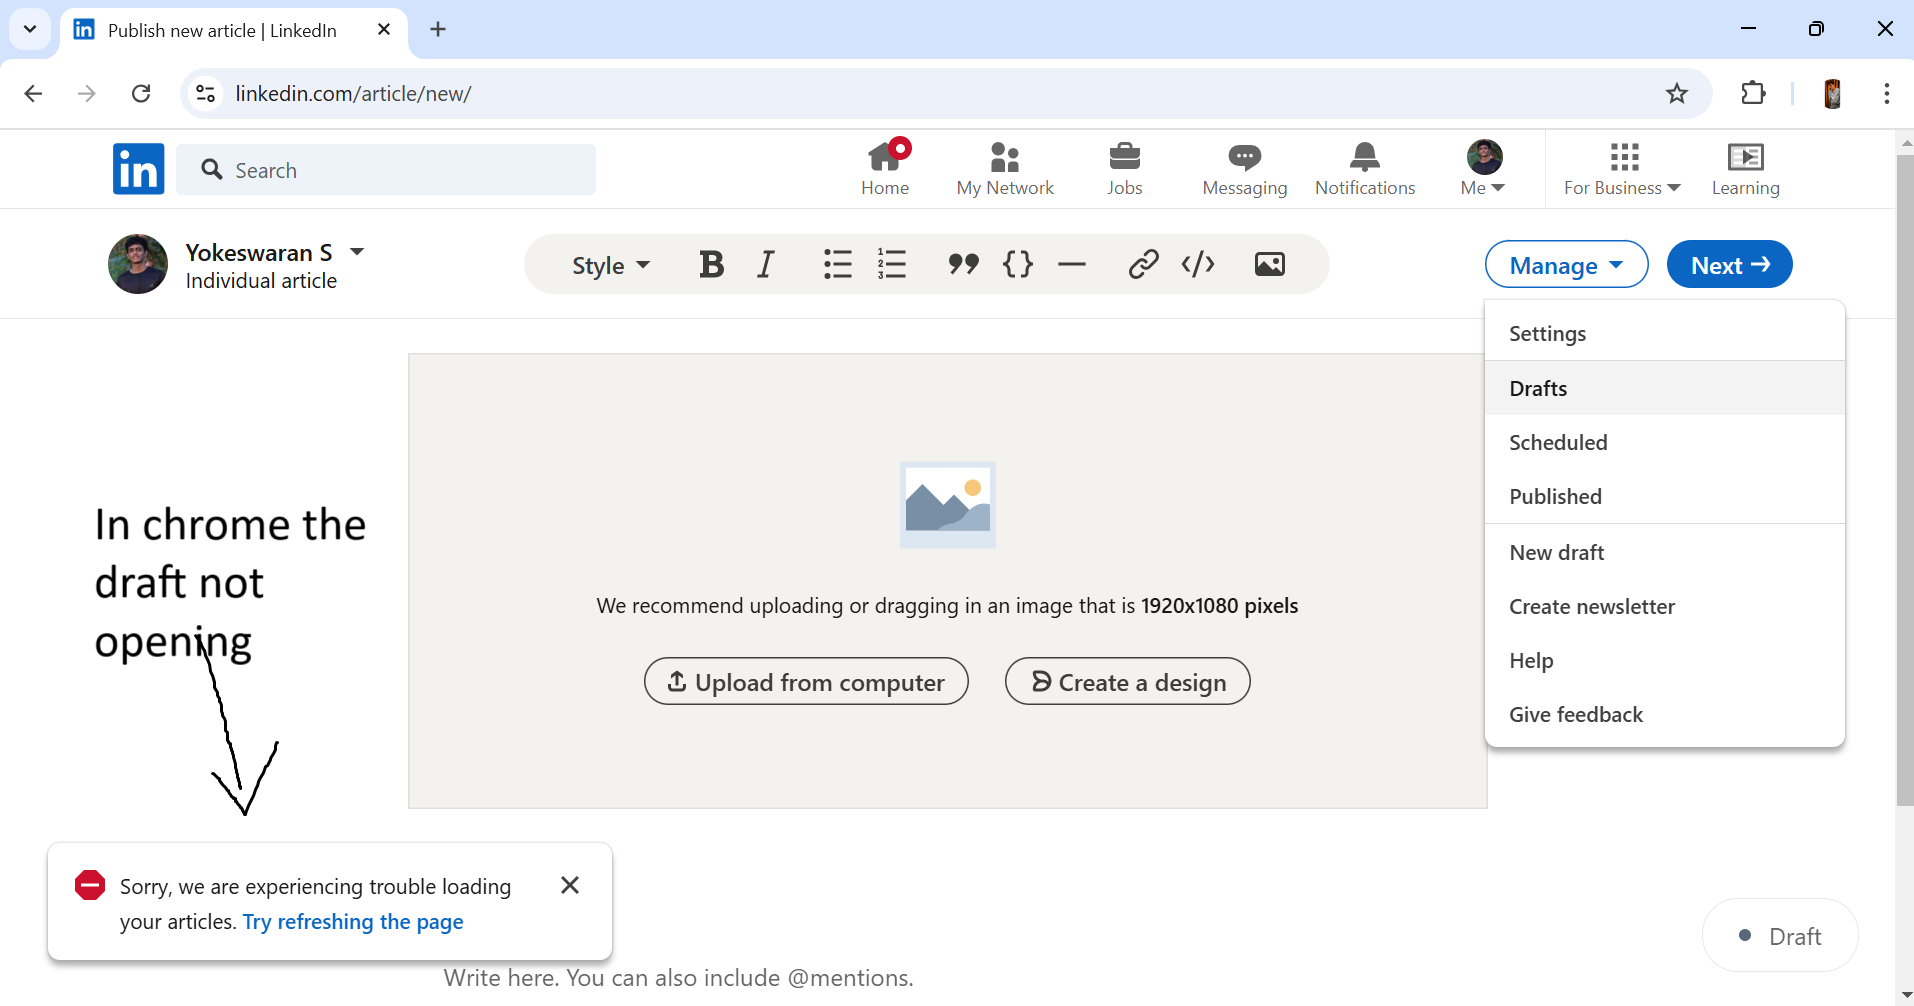 Publish new article | LinkedIn
linkedin.com/article/new/
in
Search
Home
My Network
Jobs
Messaging
Notifications
Me
For Business
Learning
Yokeswaran S
Individual article
Style
B I
Manage
Next →
Settings
Drafts
Scheduled
Published
New draft
Create newsletter
Help
Give feedback
We recommend uploading or dragging in an image that is 1920x1080 pixels
Upload from computer
Create a design
In chrome the
draft not
opening
Sorry, we are experiencing trouble loading
your articles. Try refreshing the page
Write here. You can also include @mentions.
Draft